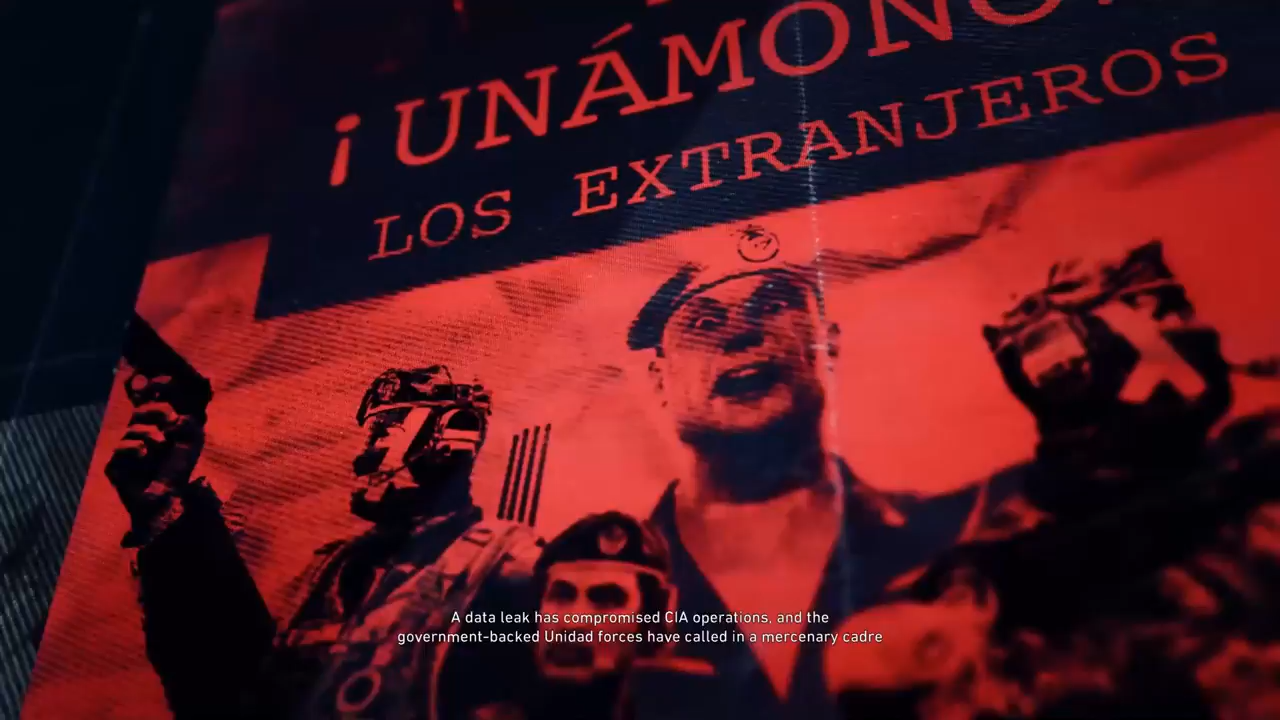 ¡UNÁMONO
LOS EXTRANJEROS
A data leak has compromised CIA operations, and the
government-backed Unidad forces have called in a mercenary cadre